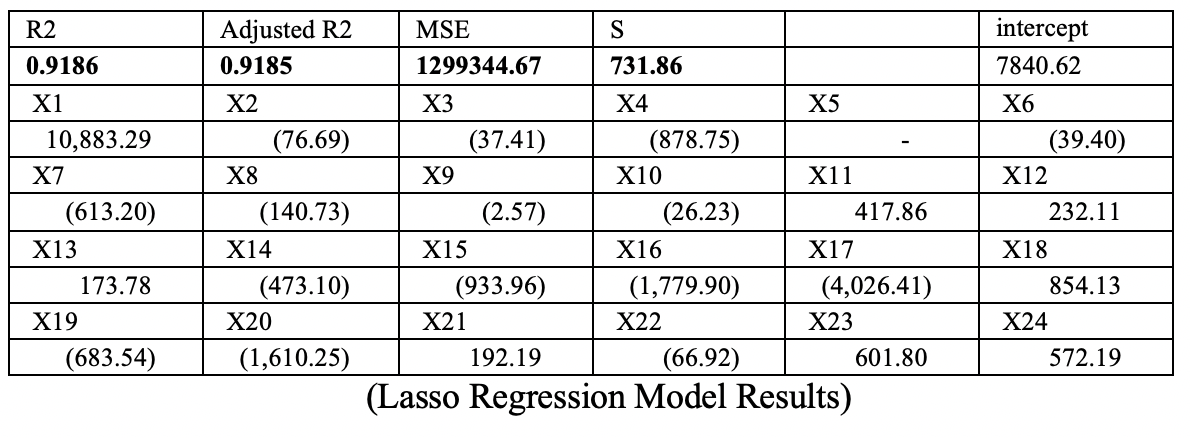 R2 Adjusted R2 MSE S intercept
0.9186 0.9185 1299344.67 731.86 7840.62
X1 X2 X3 X4 X5 X6
10,883.29 (76.69) (37.41) (878.75) - (39.40)
X7 X8 X9 X10 X11 X12
(613.20) (140.73) (2.57) (26.23) 417.86 232.11
X13 X14 X15 X16 X17 X18
173.78 (473.10) (933.96) (1,779.90) (4,026.41) 854.13
X19 X20 X21 X22 X23 X24
(683.54) (1,610.25) 192.19 (66.92) 601.80 572.19
(Lasso Regression Model Results)